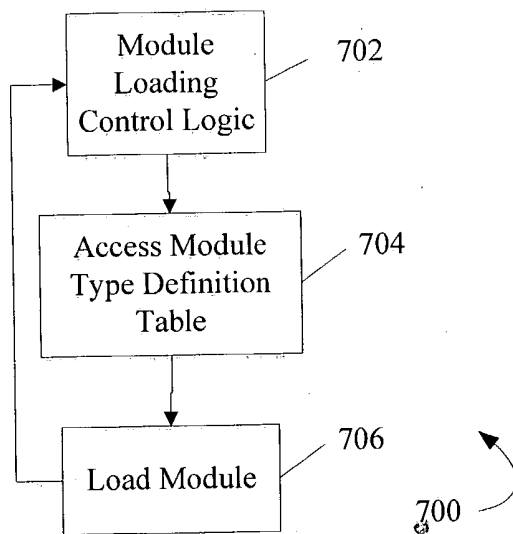 Module
Loading
Control Logic
702
Access Module
Type Definition
Table
704
Load Module
706
700